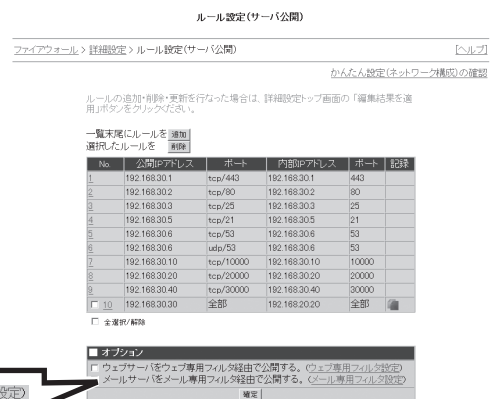 ルール設定(サーバ公開)
ファイアウォール > 詳細設定 > ルール設定(サーバ公開) [ヘルプ]
かんたん設定(ネットワーク構成)の確認
ルールの追加・削除・更新を行なった場合は、詳細設定トップ画面の「編集結果を適
用」ボタンをクリックください。
一覧末尾にルールを 追加
選択したルールを 削除
No. 公開IPアドレス ポート 内部IPアドレス ポート 記録
1 192.168.30.1 tcp/443 192.168.30.1 443
2 192.168.30.2 tcp/80 192.168.30.2 80
3 192.168.30.3 tcp/25 192.168.30.3 25
4 192.168.30.5 tcp/21 192.168.30.5 21
5 192.168.30.6 tcp/53 192.168.30.6 53
6 192.168.30.6 udp/53 192.168.30.6 53
7 192.168.30.10 tcp/10000 192.168.30.10 10000
8 192.168.30.20 tcp/20000 192.168.30.20 20000
9 192.168.30.40 tcp/30000 192.168.30.40 30000
10 192.168.30.30 全部 192.168.20.20 全部
全選択/解除
■ オプション
ウェブサーバをウェブ専用フィルタ経由で公開する。(ウェブ専用フィルタ設定)
メールサーバをメール専用フィルタ経由で公開する。(メール専用フィルタ設定)
設定)
確定